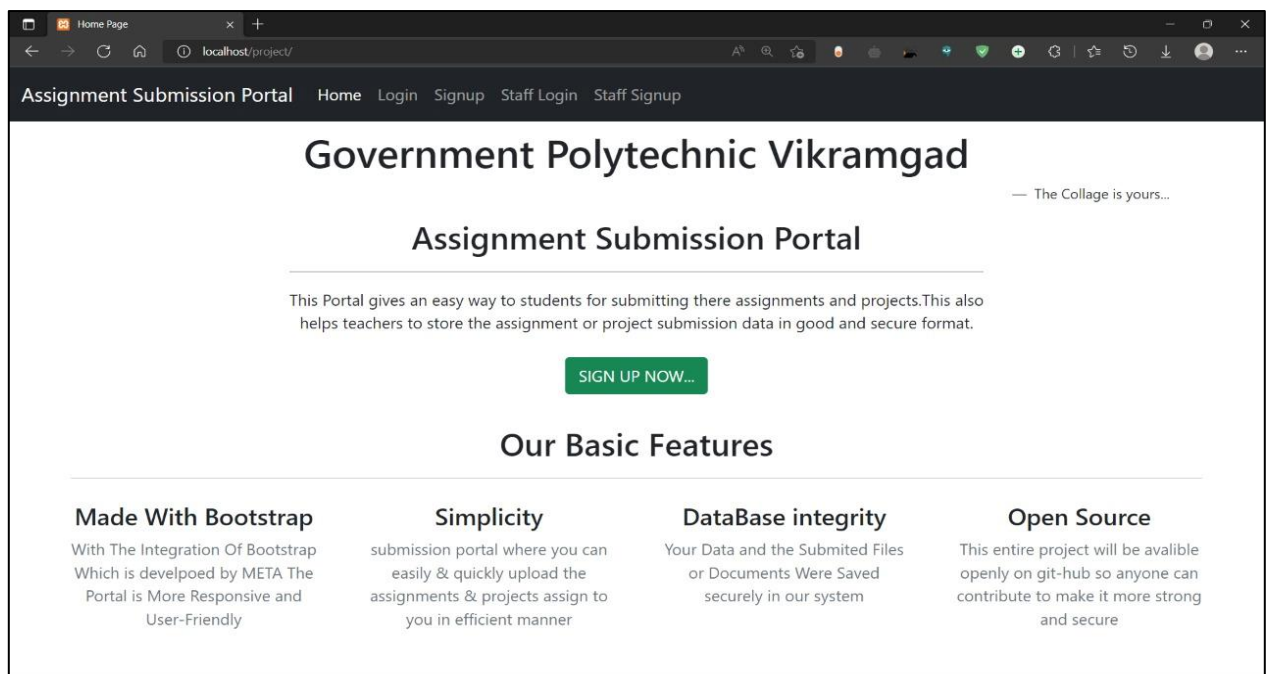 Home Page
localhost/project/
Assignment Submission Portal Home Login Signup Staff Login Staff Signup
Government Polytechnic Vikramgad
— The Collage is yours...
Assignment Submission Portal
This Portal gives an easy way to students for submitting there assignments and projects.This also
helps teachers to store the assignment or project submission data in good and secure format.
SIGN UP NOW...
Our Basic Features
Made With Bootstrap
With The Integration Of Bootstrap
Which is develpoed by META The
Portal is More Responsive and
User-Friendly
Simplicity
submission portal where you can
easily & quickly upload the
assignments & projects assign to
you in efficient manner
DataBase integrity
Your Data and the Submited Files
or Documents Were Saved
securely in our system
Open Source
This entire project will be avalible
openly on git-hub so anyone can
contribute to make it more strong
and secure